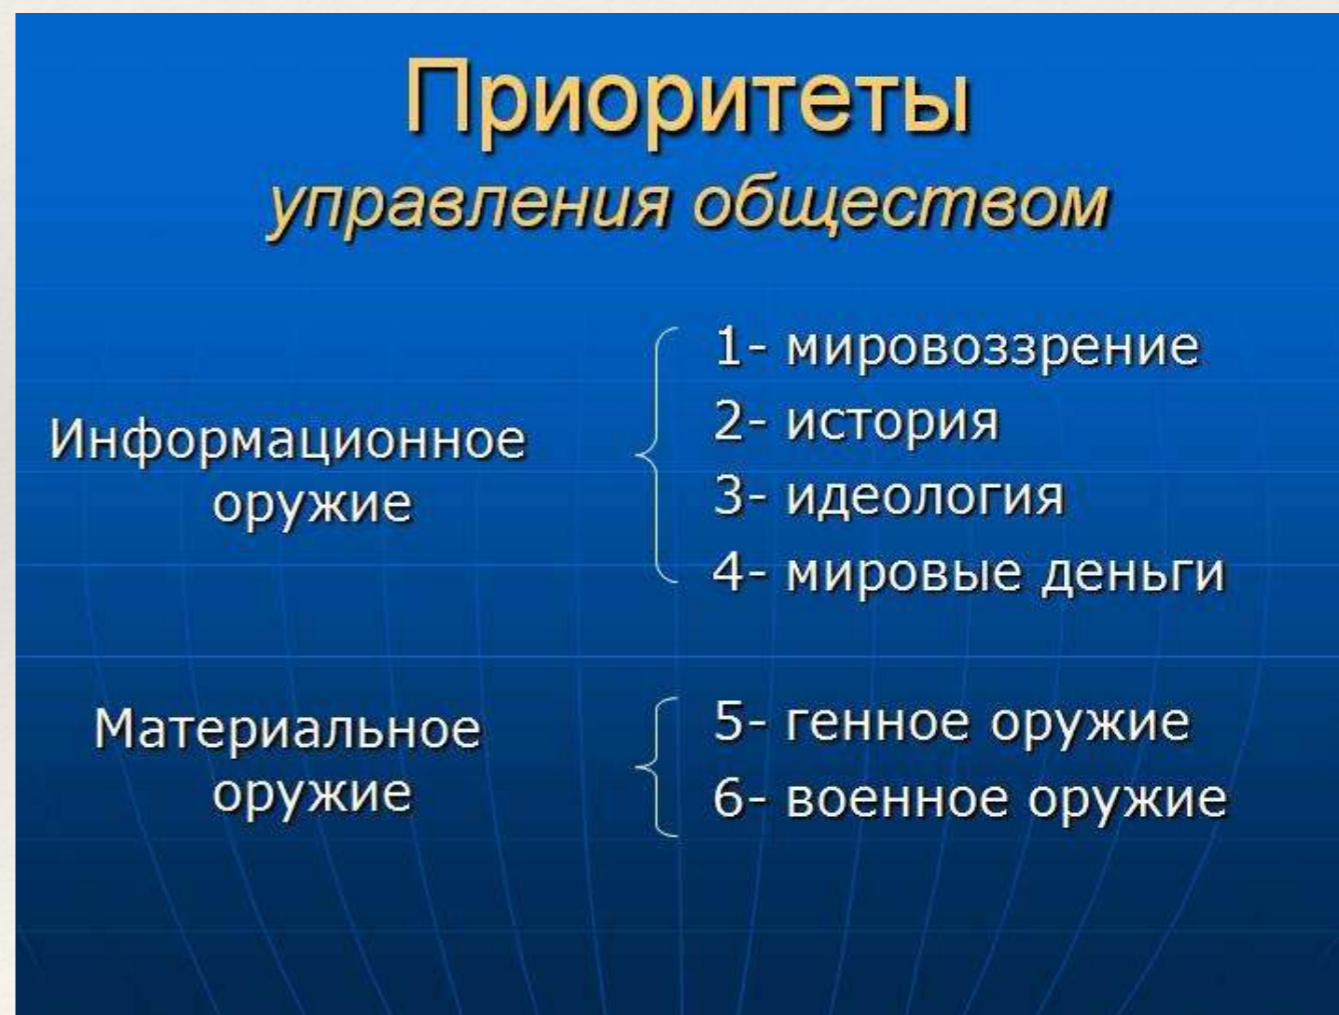 Приоритеты
управления обществом
Информационное
оружие
1- мировоззрение
2- история
3- идеология
4- мировые деньги
Материальное
оружие
5- генное оружие
6- военное оружие